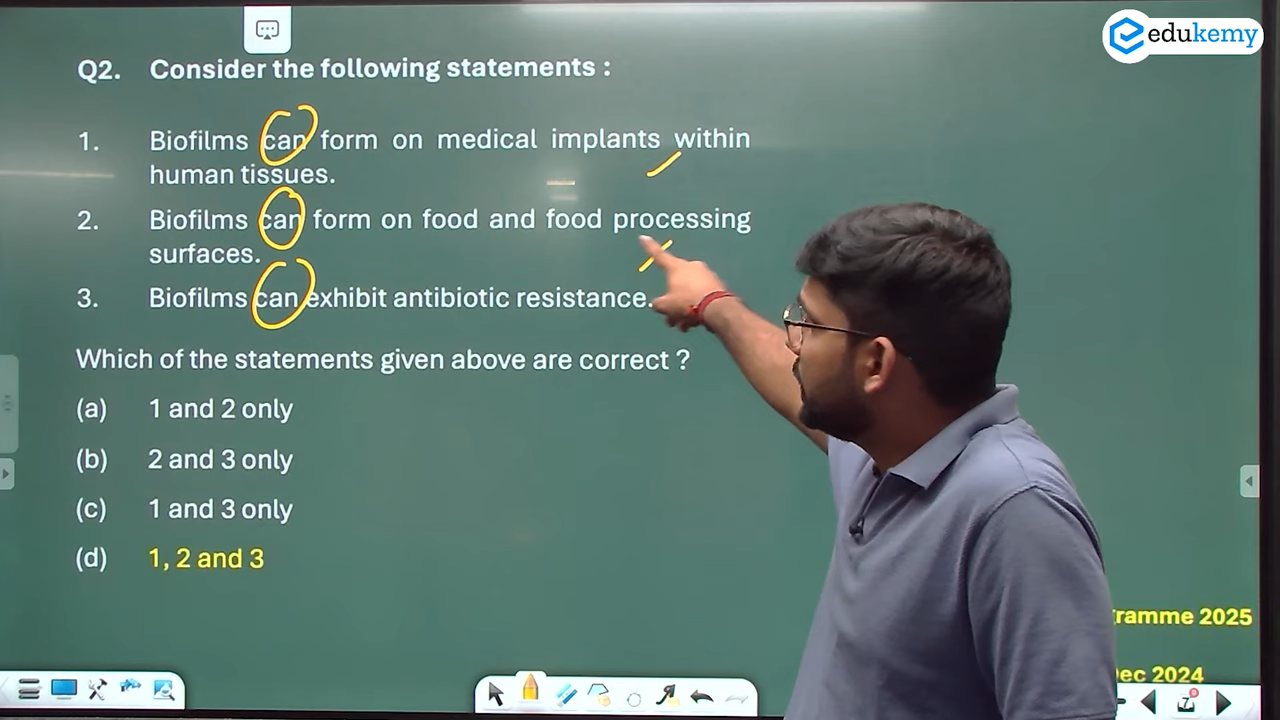 edukemy
Q2. Consider the following statements :
1. Biofilms can form on medical implants within
human tissues.
2. Biofilms can form on food and food processing
surfaces.
3. Biofilms can exhibit antibiotic resistance.
Which of the statements given above are correct ?
(a) 1 and 2 only
(b) 2 and 3 only
(c) 1 and 3 only
(d) 1, 2 and 3
2025
2024